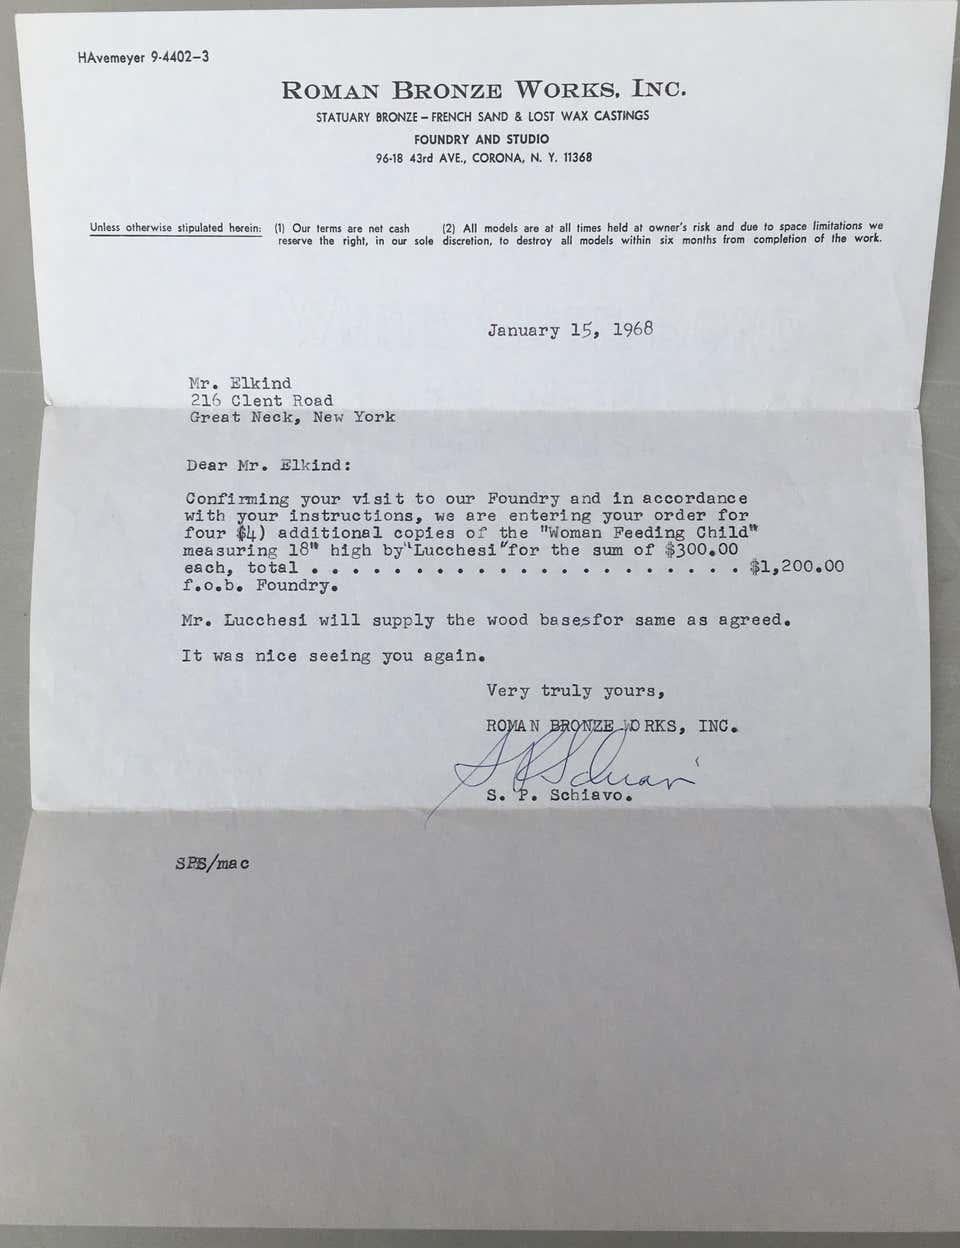 HAvemeyer 9-4402-3
ROMAN BRONZE WORKS, INC.
STATUARY BRONZE – FRENCH SAND & LOST WAX CASTINGS
FOUNDRY AND STUDIO
96-18 43rd AVE., CORONA, N. Y. 11368
Unless otherwise stipulated herein: (1) Our terms are net cash (2) All models are at all times held at owner's risk and due to space limitations we
reserve the right, in our sole discretion, to destroy all models within six months from completion of the work.
January 15, 1968
Mr. Elkind
216 Clent Road
Great Neck, New York
Dear Mr. Elkind:
Confirming your visit to our Foundry and in accordance
with your instructions, we are entering your order for
four $4) additional copies of the "Woman Feeding Child"
measuring 18" high by "Lucchesi" for the sum of $300.00
each, total . . . . . . . . . . . . . . . . . . . . . $1,200.00
f.o.b. Foundry.
Mr. Lucchesi will supply the wood bases for same as agreed.
It was nice seeing you again.
Very truly yours,
ROMAN BRONZE WORKS, INC.
S P Schiavo
S. P. Schiavo.
SPS/mac